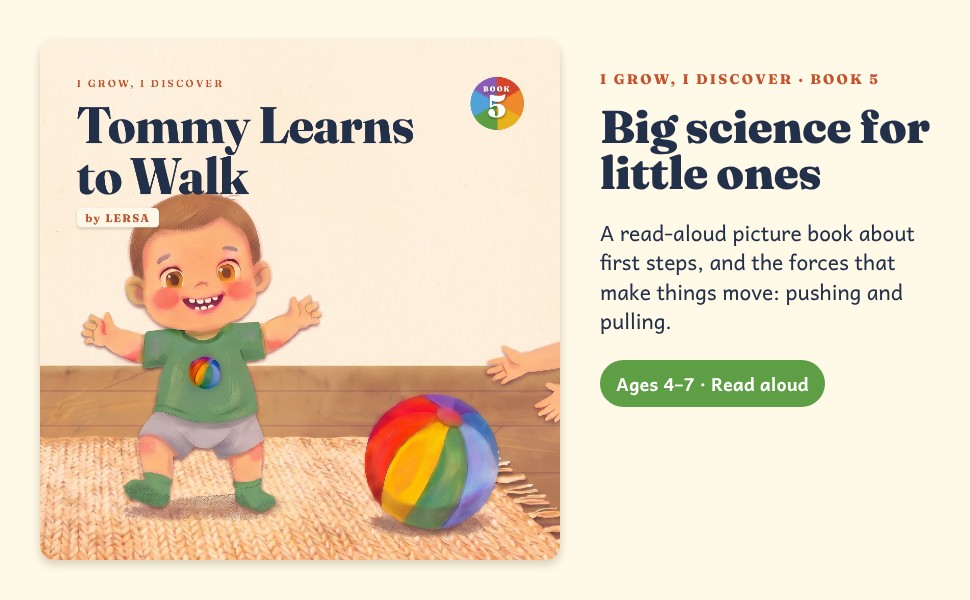 I GROW, I DISCOVER
BOOK
5
Tommy Learns
to Walk
by LERSA
I GROW, I DISCOVER · BOOK 5
Big science for
little ones
A read-aloud picture book about
first steps, and the forces that
make things move: pushing and
pulling.
Ages 4–7 · Read aloud